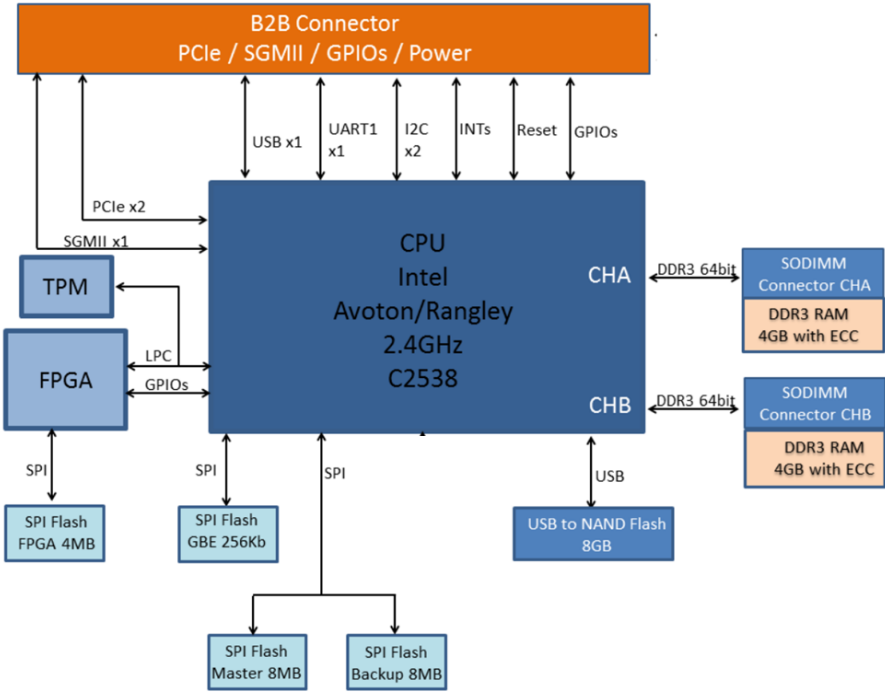 B2B Connector
PCIe / SGMII / GPIOs / Power
USB x1
UART1
x1
I2C
x2
INTs
Reset
GPIOs
PCIe x2
SGMII x1
CPU
Intel
Avoton/Rangley
2.4GHz
C2538
CHA
CHB
TPM
FPGA
LPC
GPIOs
DDR3 64bit
SODIMM
Connector CHA
DDR3 RAM
4GB with ECC
DDR3 64bit
SODIMM
Connector CHB
DDR3 RAM
4GB with ECC
SPI
SPI
SPI
USB
SPI Flash
FPGA 4MB
SPI Flash
GBE 256Kb
USB to NAND Flash
8GB
SPI Flash
Master 8MB
SPI Flash
Backup 8MB